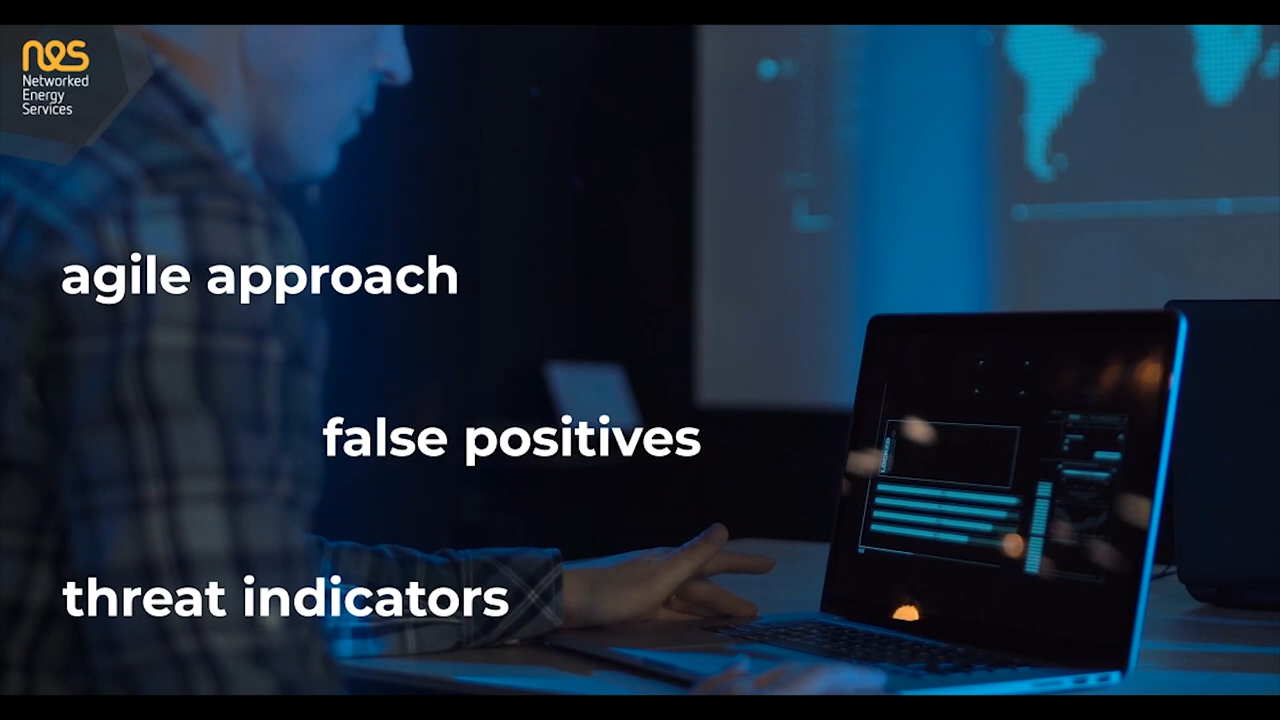 nes
Networked
Energy
Services
agile approach
false positives
threat indicators